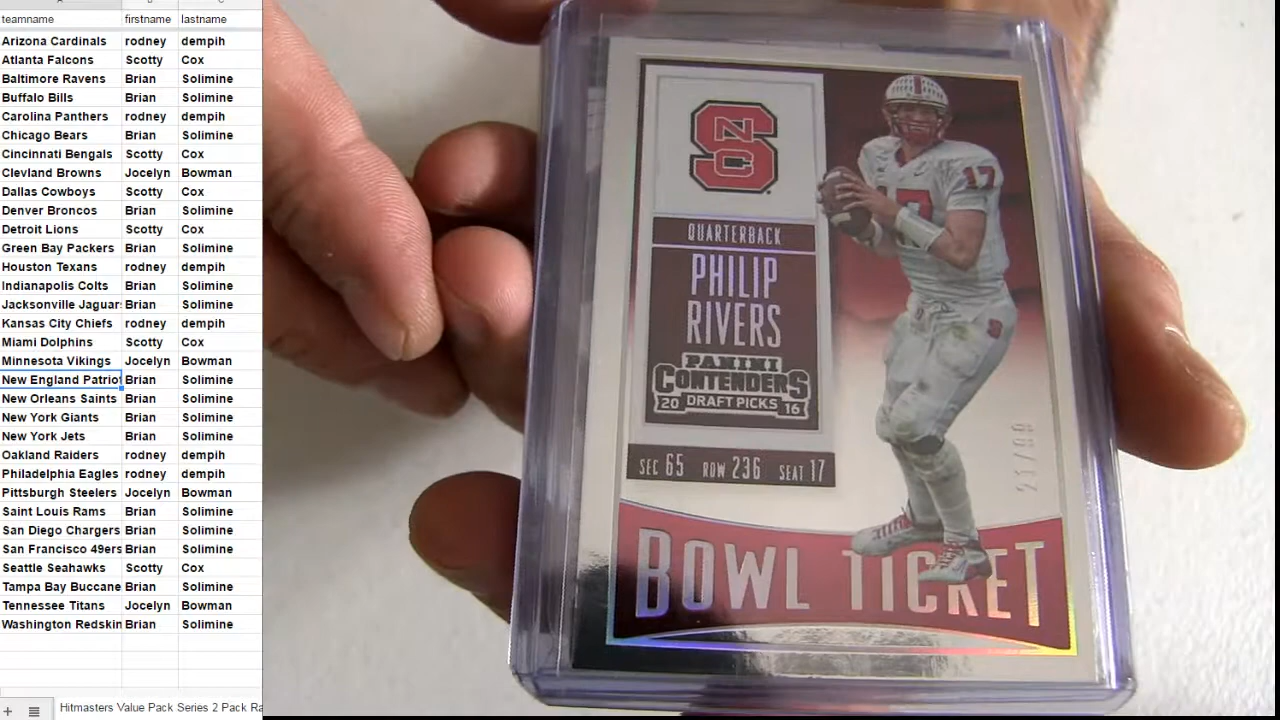 teamname firstname lastname
Arizona Cardinals rodney dempih
Atlanta Falcons Scotty Cox
Baltimore Ravens Brian Solimine
Buffalo Bills Brian Solimine
Carolina Panthers rodney dempih
Chicago Bears Brian Solimine
Cincinnati Bengals Scotty Cox
Clevland Browns Jocelyn Bowman
Dallas Cowboys Scotty Cox
Denver Broncos Brian Solimine
Detroit Lions Scotty Cox
Green Bay Packers Brian Solimine
Houston Texans rodney dempih
Indianapolis Colts Brian Solimine
Jacksonville Jaguar Brian Solimine
Kansas City Chiefs rodney dempih
Miami Dolphins Scotty Cox
Minnesota Vikings Jocelyn Bowman
New England Patrio Brian Solimine
New Orleans Saints Brian Solimine
New York Giants Brian Solimine
New York Jets Brian Solimine
Oakland Raiders rodney dempih
Philadelphia Eagles rodney dempih
Pittsburgh Steelers Jocelyn Bowman
Saint Louis Rams Brian Solimine
San Diego Chargers Brian Solimine
San Francisco 49ers Brian Solimine
Seattle Seahawks Scotty Cox
Tampa Bay Buccane Brian Solimine
Tennessee Titans Jocelyn Bowman
Washington Redskin Brian Solimine
Hitmasters Value Pack Series 2 Pack Ra
NSC
QUARTERBACK
PHILIP
RIVERS
PANINI
CONTENDERS
20 DRAFT PICKS 16
SEC 65 ROW 236 SEAT 17
BOWL TICKET
17
17